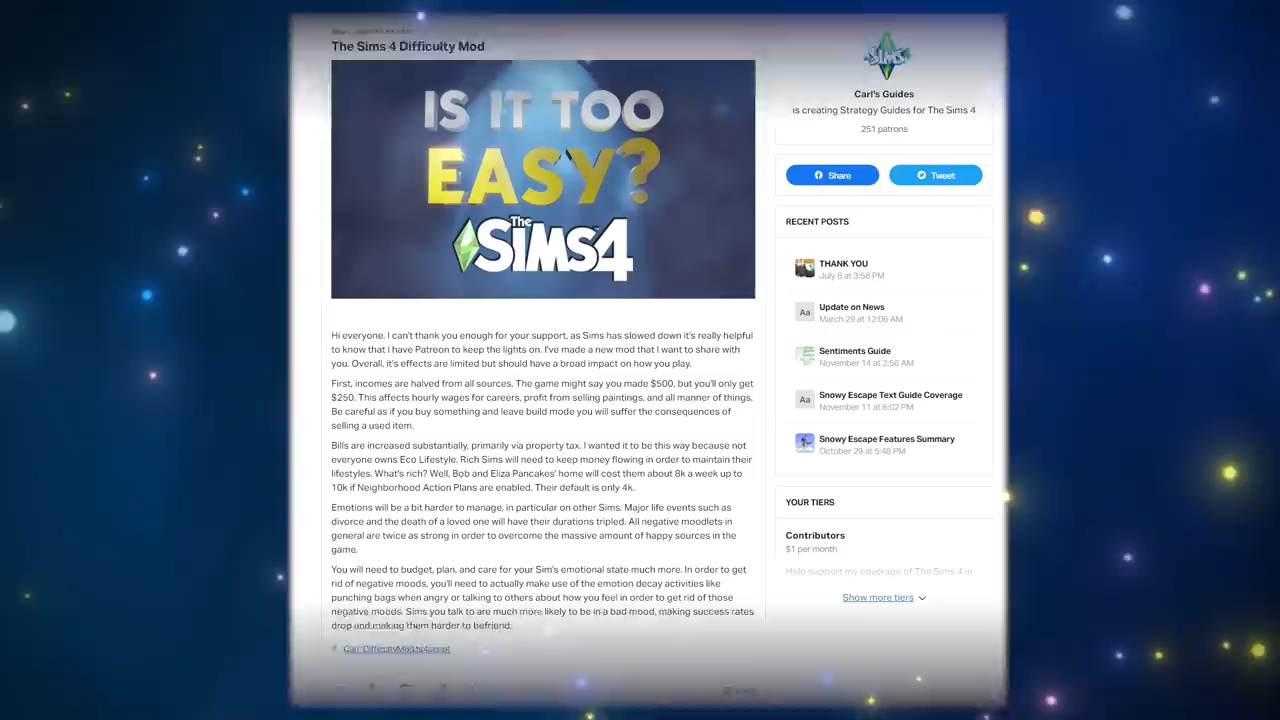 The Sims 4 Difficulty Mod
IS IT TOO
EASY?
The
SIMS4
Hi everyone. I can't thank you enough for your support, as Sims has slowed down it's really helpful
to know that I have Patreon to keep the lights on. I've made a new mod that I want to share with
you. Overall, it's effects are limited but should have a broad impact on how you play.
First, incomes are halved from all sources. The game might say you made $500, but you'll only get
$250. This affects hourly wages for careers, profit from selling paintings, and all manner of things.
Be careful as if you buy something and leave build mode you will suffer the consequences of
selling a used item.
Bills are increased substantially, primarily via property tax. I wanted it to be this way because not
everyone owns Eco Lifestyle. Rich Sims will need to keep money flowing in order to maintain their
lifestyles. What's rich? Well, Bob and Eliza Pancakes' home will cost them about 8k a week up to
10k if Neighborhood Action Plans are enabled. Their default is only 4k.
Emotions will be a bit harder to manage, in particular on other Sims. Major life events such as
divorce and the death of a loved one will have their durations tripled. All negative moodlets in
general are twice as strong in order to overcome the massive amount of happy sources in the
game.
You will need to budget, plan, and care for your Sim's emotional state much more. In order to get
rid of negative moods, you'll need to actually make use of the emotion decay activities like
punching bags when angry or talking to others about how you feel in order to get rid of those
negative moods. Sims you talk to are much more likely to be in a bad mood, making success rates
drop and making them harder to befriend.
SIMS
Carl's Guides
is creating Strategy Guides for The Sims 4
251 patrons
Share
Tweet
RECENT POSTS
THANK YOU
July 8 at 3:56 PM
Aa
Update on News
March 29 at 12:06 AM
Sentiments Guide
November 14 at 2:56 AM
Aa
Snowy Escape Text Guide Coverage
November 11 at 6:02 PM
Snowy Escape Features Summary
October 29 at 5:48 PM
YOUR TIERS
Contributors
$1 per month
Help support my coverage of The Sims 4 in
Show more tiers